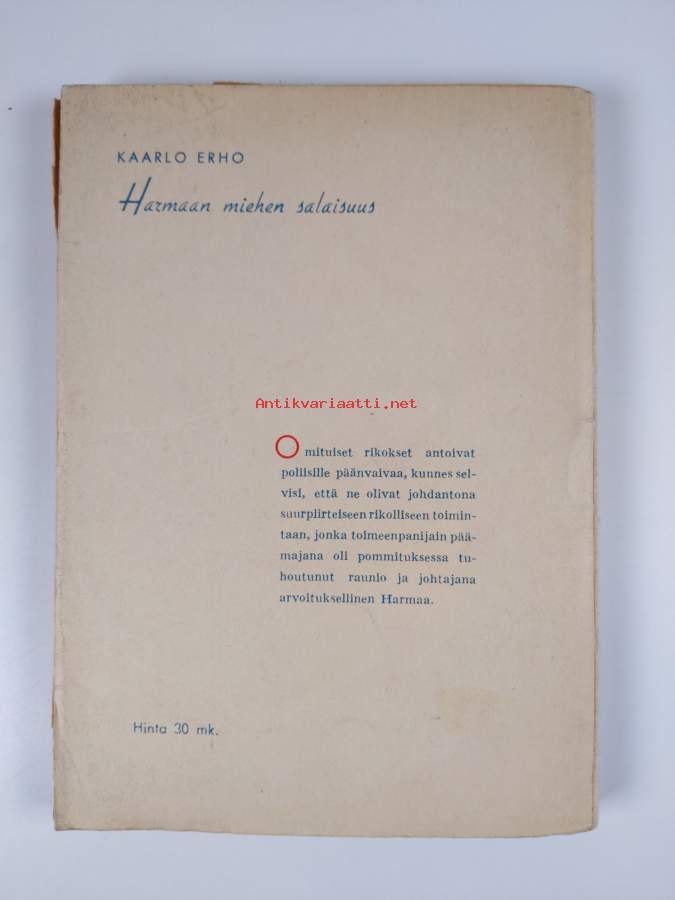 KAARLO ERHO
Harmaan miehen salaisuus
Antikvariaatti.net
Omituiset rikokset antoivat
poliisille päänvaivaa, kunnes sel-
visi, että ne olivat johdantona
suurpiirteiseen rikolliseen toimin-
taan, jonka toimeenpanijain pää-
majana oli pommituksessa tu-
houtunut raunio ja johtajana
arvoituksellinen Harmaa.
Hinta 30 mk.